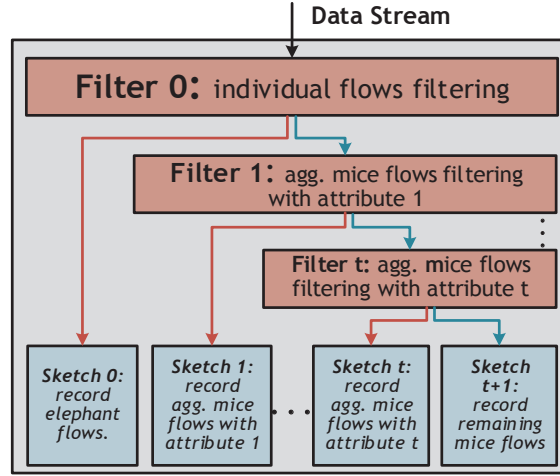 Data Stream
Filter 0: individual flows filtering
Filter 1: agg. mice flows filtering
with attribute 1
Filter t: agg. mice flows
filtering with attribute t
Sketch 0:
record
elephant
flows.
Sketch 1:
record
agg. mice
flows with
attribute 1
Sketch t:
record
agg. mice
flows with
attribute t
Sketch
t+1:
record
remaining
mice flows